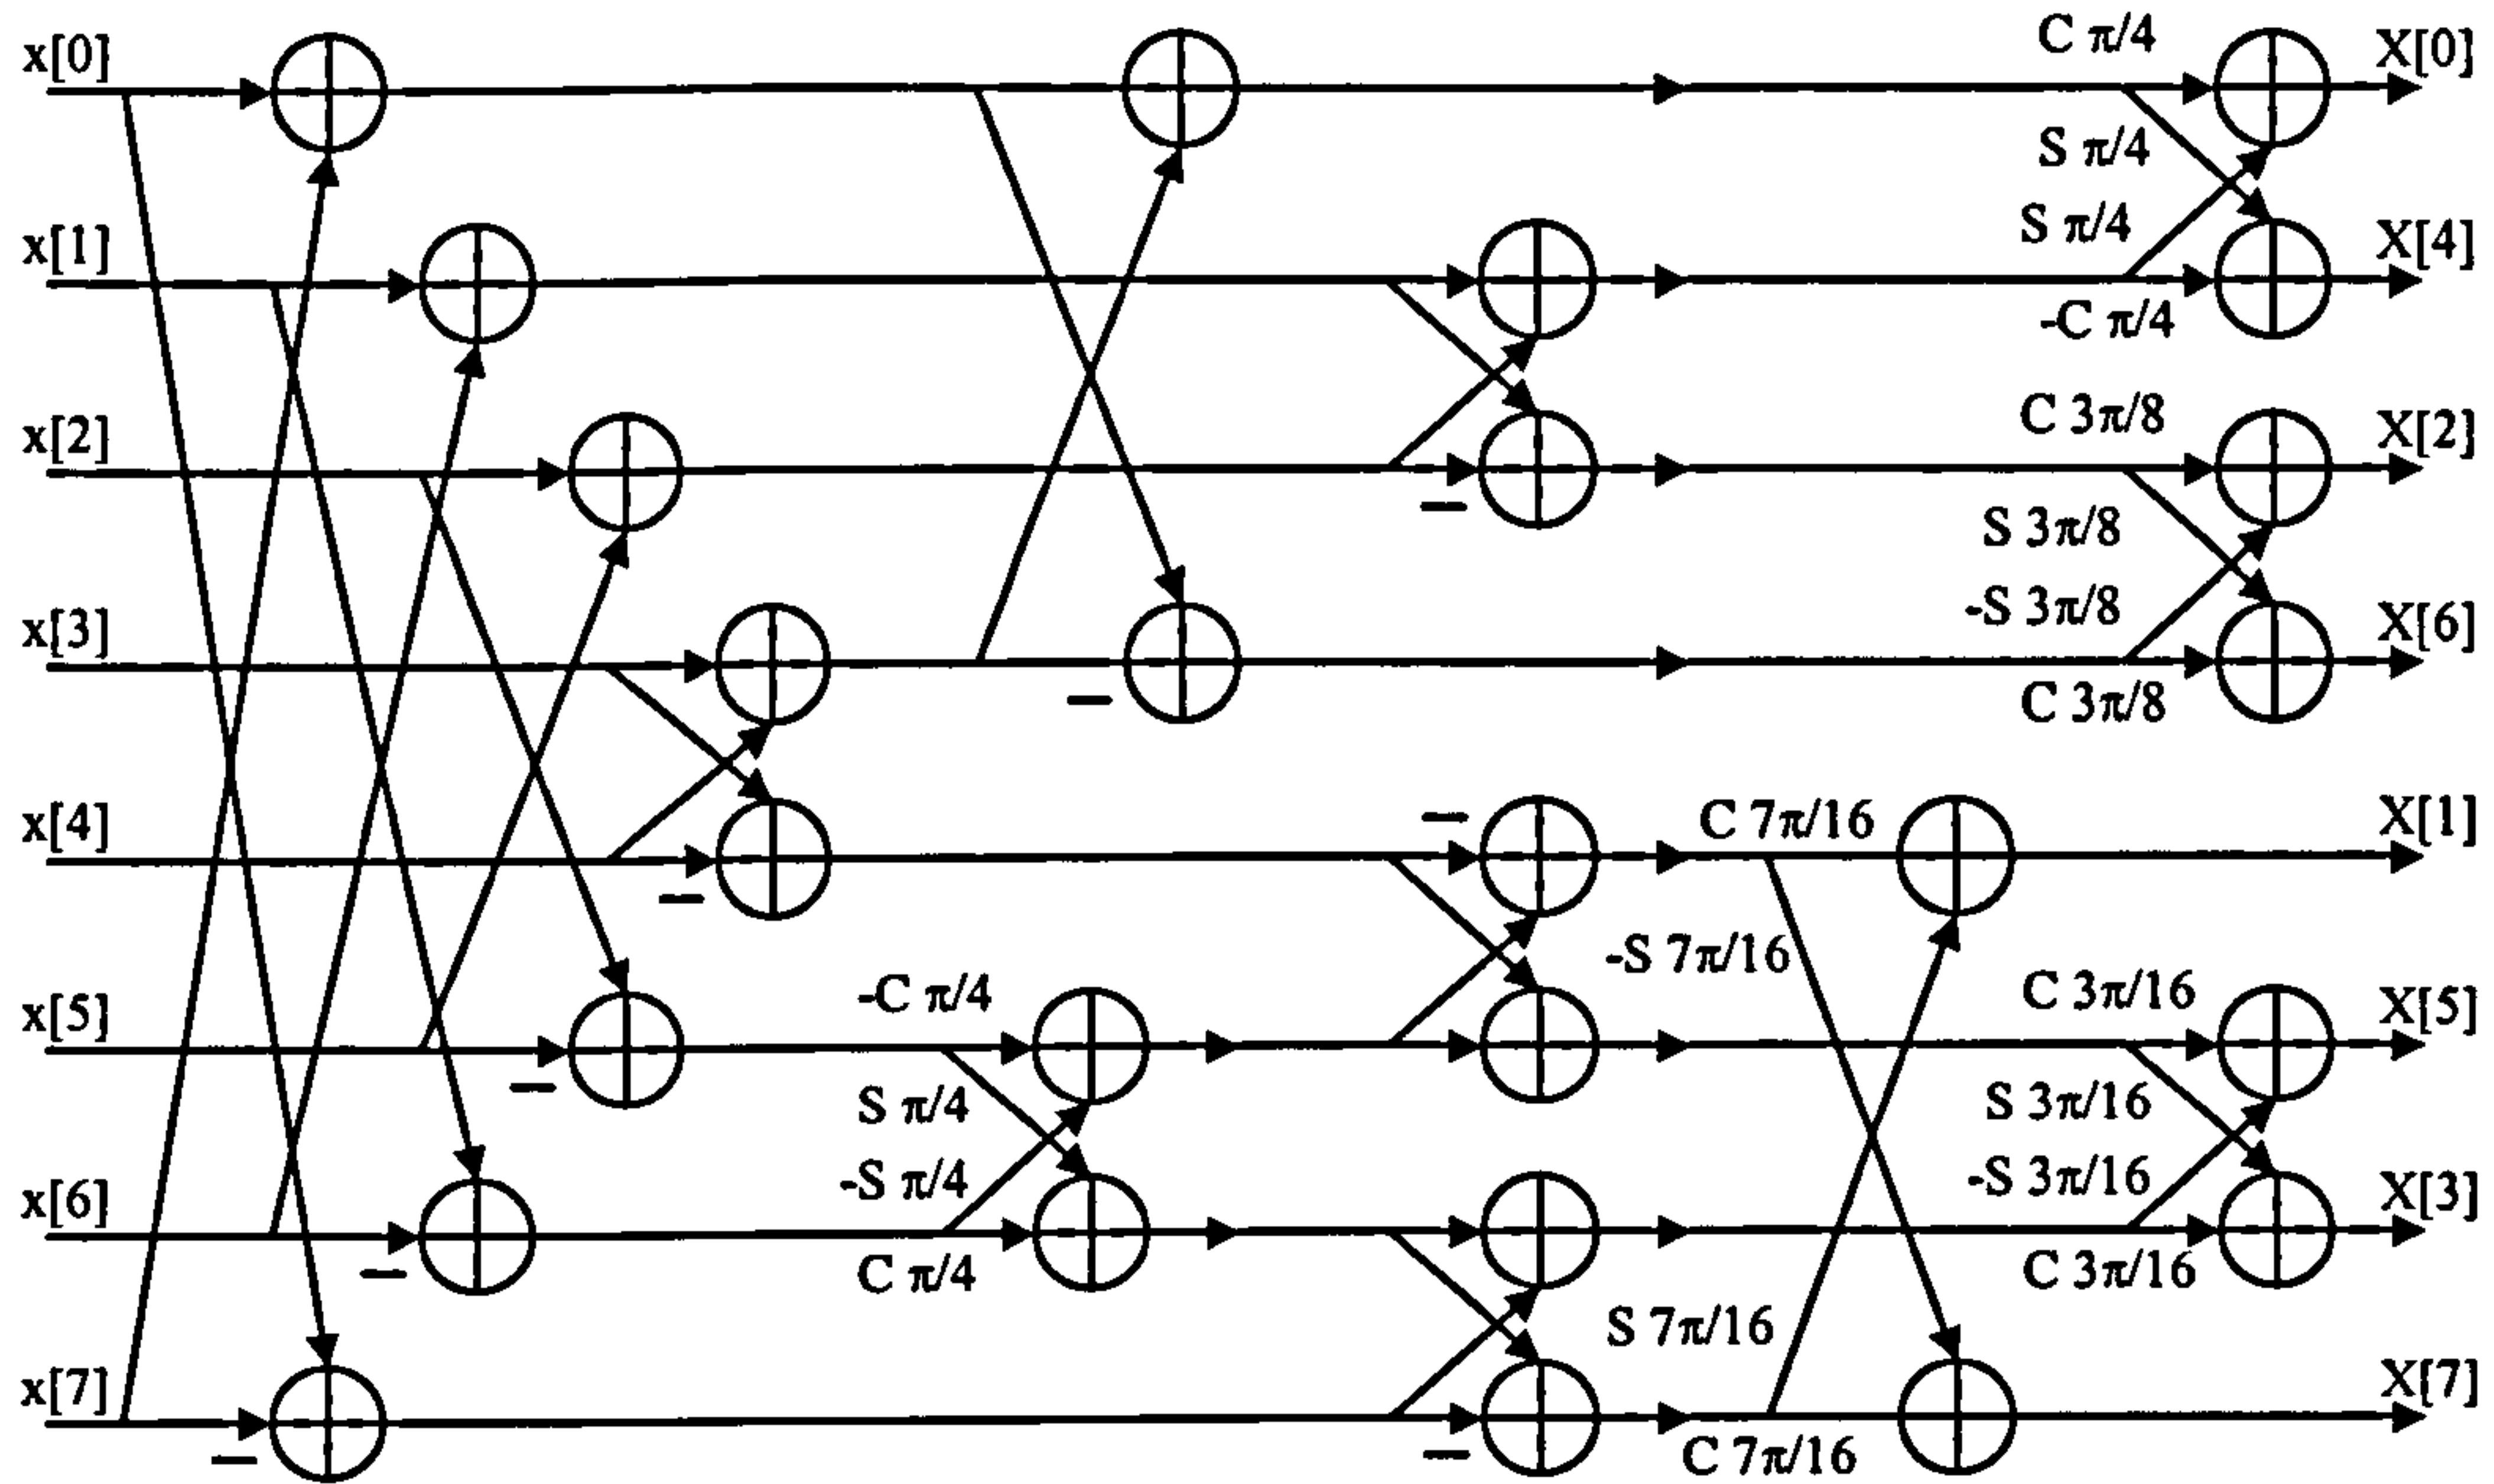 x[0]
C π/4
X[0]
S π/4
x[1]
S π/4
X[4]
-C π/4
x[2]
C 3π/8
X[2]
S 3π/8
x[3]
-S 3π/8
X[6]
C 3π/8
x[4]
C 7π/16
X[1]
-S 7π/16
x[5]
-C π/4
C 3π/16
X[5]
S π/4
S 3π/16
x[6]
-S π/4
-S 3π/16
X[3]
C π/4
C 3π/16
S 7π/16
x[7]
X[7]
C 7π/16